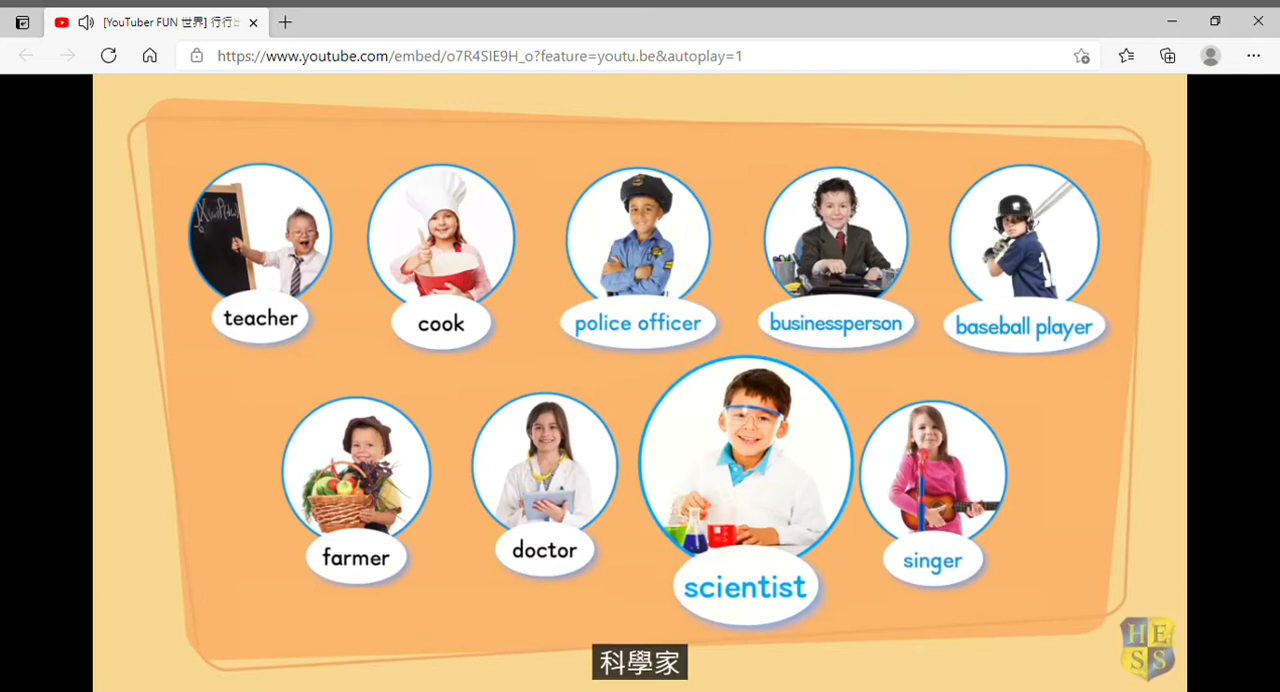 [YouTuber FUN 世界] 行行出
https://www.youtube.com/embed/o7R4SIE9H_o?feature=youtu.be&autoplay=1
teacher
cook
police officer
businessperson
baseball player
farmer
doctor
scientist
singer
科學家
HE
SS